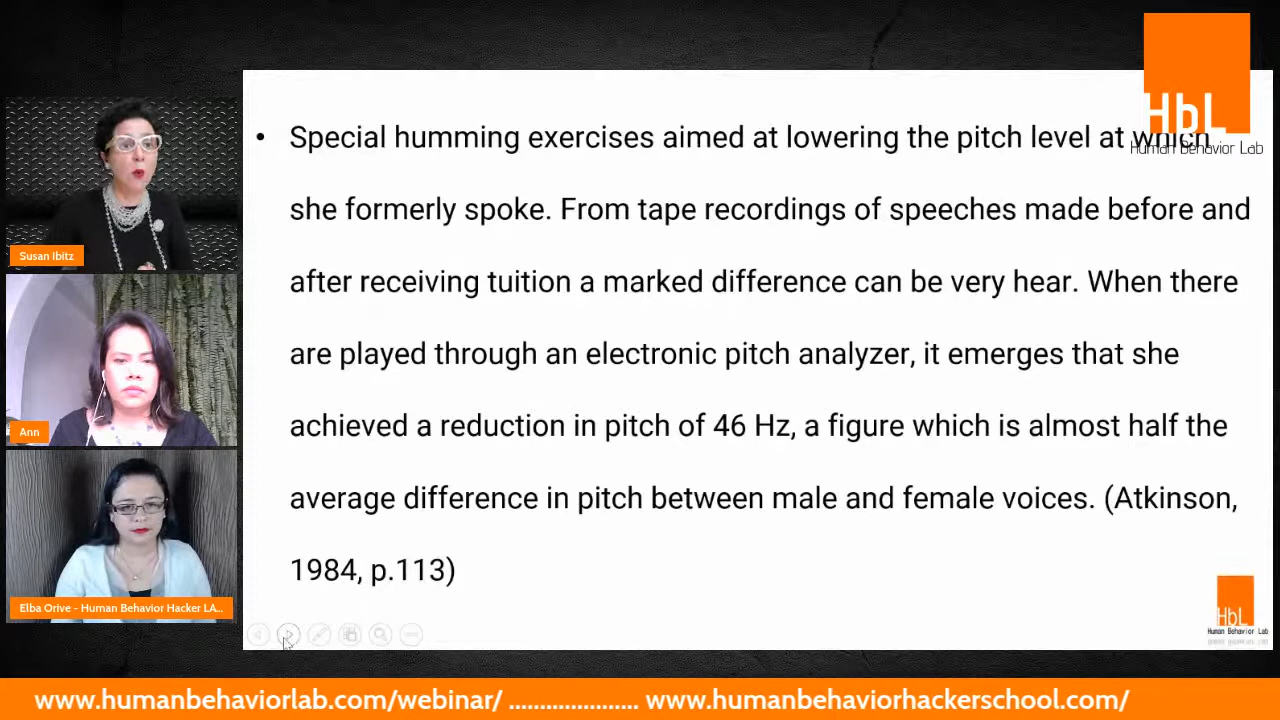 HbL
Human Behavior Lab
• Special humming exercises aimed at lowering the pitch level at which
she formerly spoke. From tape recordings of speeches made before and
after receiving tuition a marked difference can be very hear. When there
are played through an electronic pitch analyzer, it emerges that she
achieved a reduction in pitch of 46 Hz, a figure which is almost half the
average difference in pitch between male and female voices. (Atkinson,
1984, p.113)
Susan Ibitz
Ann
Elba Orive - Human Behavior Hacker LA...
HbL
Human Behavior Lab
www.humanbehaviorlab.com/webinar/ ...................... www.humanbehaviorhackerschool.com/